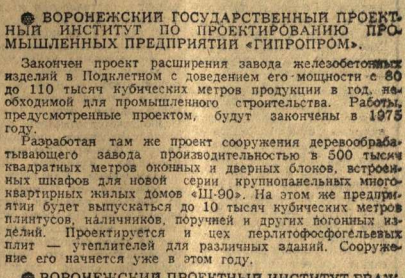 ● ВОРОНЕЖСКИЙ ГОСУДАРСТВЕННЫЙ ПРОЕКТ-
НЫЙ ИНСТИТУТ ПО ПРОЕКТИРОВАНИЮ ПРО-
МЫШЛЕННЫХ ПРЕДПРИЯТИЙ «ГИПРОПРОМ».
Закончен проект расширения завода железобетонных
изделий в Подклетном с доведением его мощности с 80
до 110 тысяч кубических метров продукции в год, не-
обходимой для промышленного строительства. Работы,
предусмотренные проектом, будут закончены в 1975
году.
Разработан там же проект сооружения деревообраба-
тывающего завода производительностью в 500 тысяч
квадратных метров оконных и дверных блоков, встроен-
ных шкафов для новой серии крупнопанельных много-
квартирных жилых домов «Ш-90». На этом же предпри-
ятии будет выпускаться до 10 тысяч кубических метров
плинтусов, наличников, поручней и других погонных из-
делий. Проектируется и цех перлитофосфогелевых
плит — утеплителей для различных зданий. Сооруже-
ние его начнется уже в этом году.
● ВОРОНЕЖСКИЙ ПРОЕКТНЫЙ ИНСТИТУТ